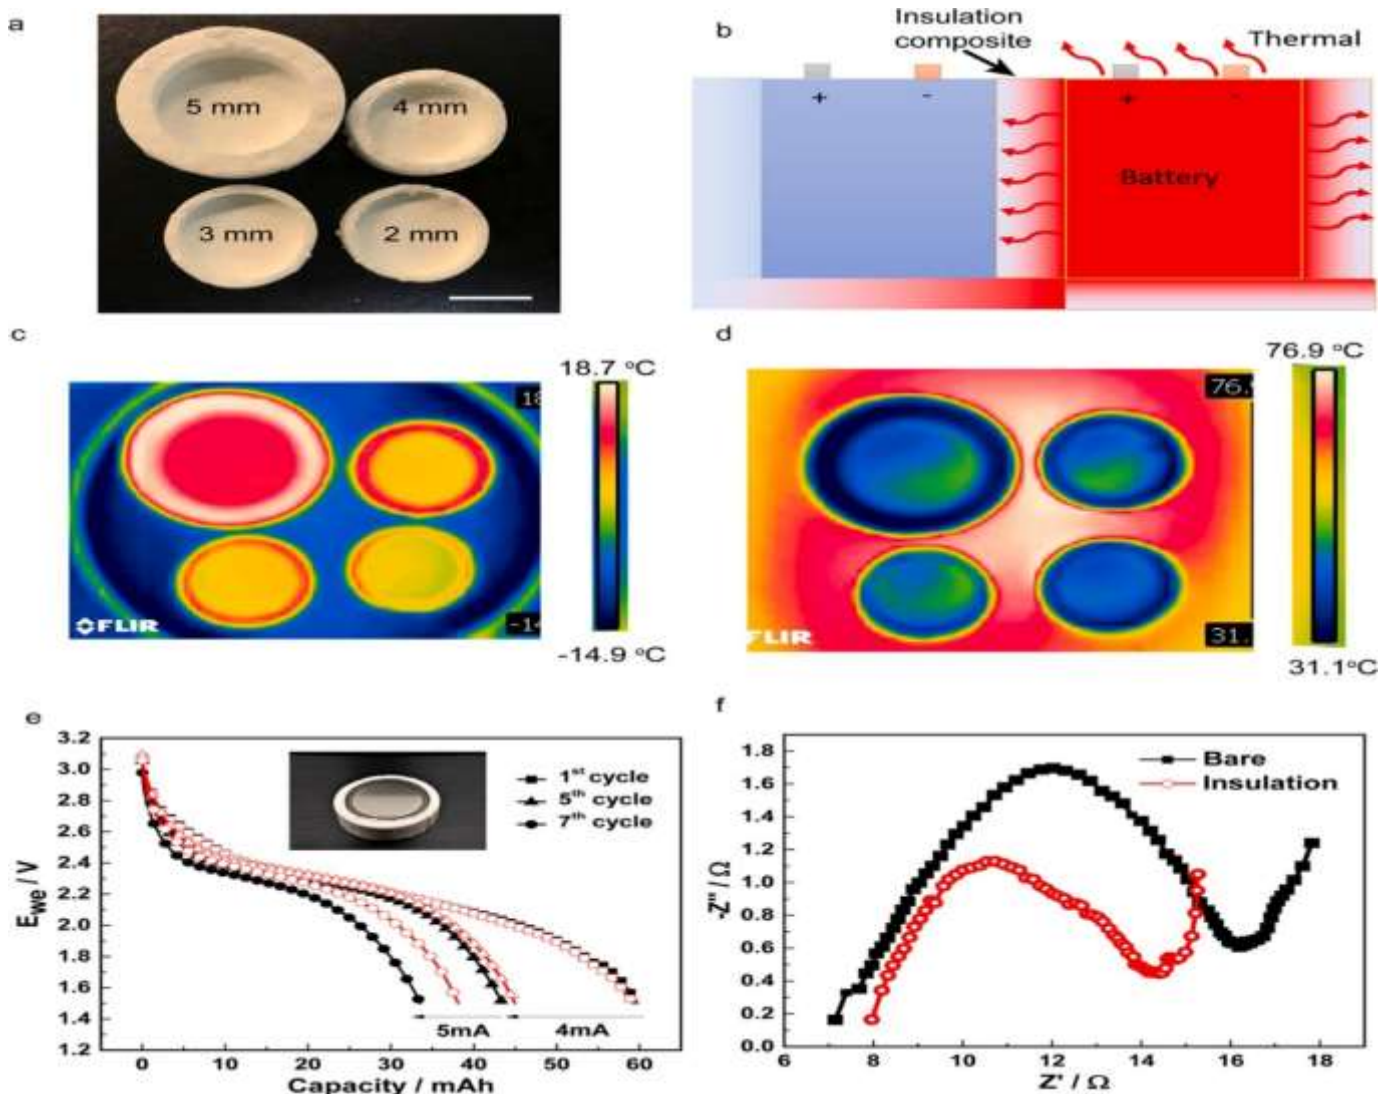 a
5 mm
4 mm
3 mm
2 mm
b
Insulation
composite
Thermal
+
-
+
-
Battery
c
18.7 °C
18
FLIR
-14
-14.9 °C
d
76.9 °C
76.
FLIR
31.
31.1°C
e
3.2
3.0
2.8
2.6
2.4
2.2
2.0
1.8
1.6
1.4
1.2
E_we / V
1st cycle
5th cycle
7th cycle
5mA
4mA
0
10
20
30
40
50
60
Capacity / mAh
f
1.8
1.6
1.4
1.2
1.0
0.8
0.6
0.4
0.2
0.0
-Z'' / Ω
Bare
Insulation
6
8
10
12
14
16
18
Z' / Ω